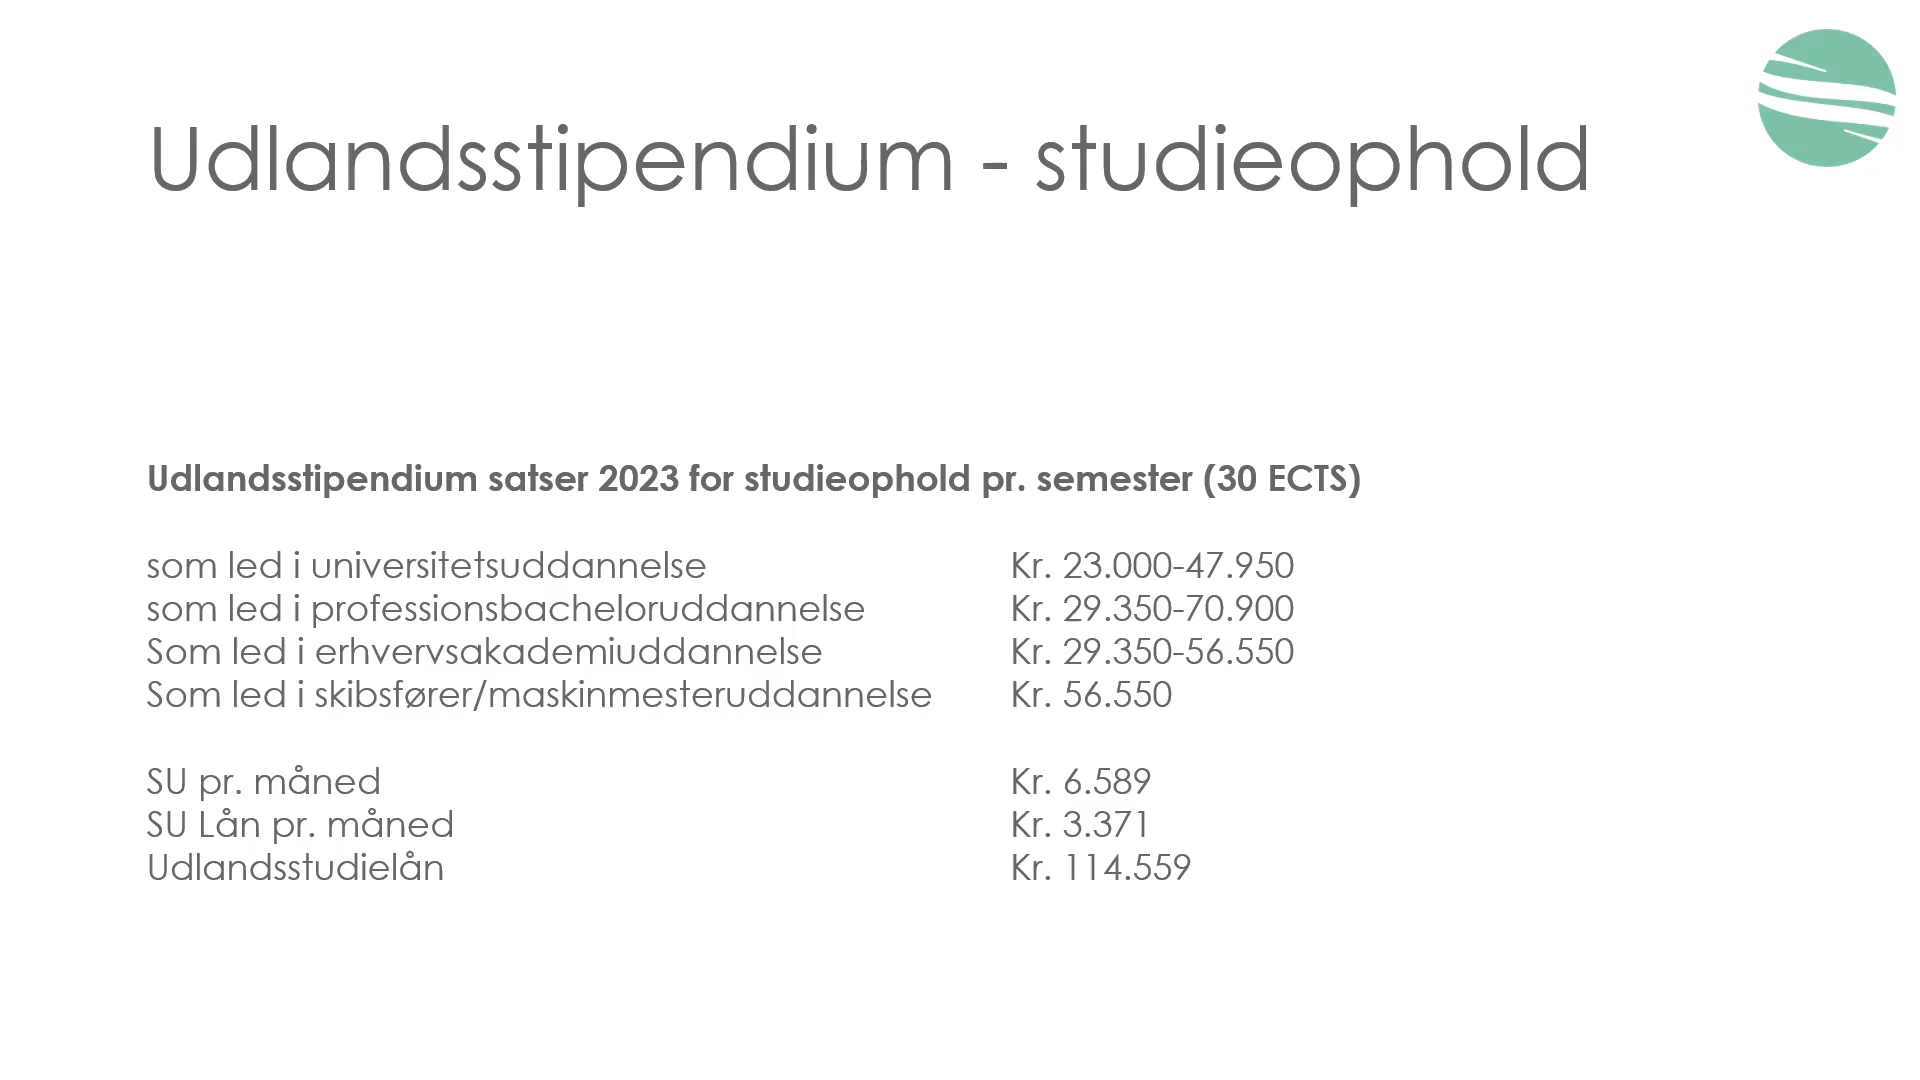 Udlandsstipendium - studieophold
Udlandsstipendium satser 2023 for studieophold pr. semester (30 ECTS)
som led i universitetsuddannelse Kr. 23.000-47.950
som led i professionsbacheloruddannelse Kr. 29.350-70.900
Som led i erhvervsakademiuddannelse Kr. 29.350-56.550
Som led i skibsfører/maskinmesteruddannelse Kr. 56.550
SU pr. måned Kr. 6.589
SU Lån pr. måned Kr. 3.371
Udlandsstudielån Kr. 114.559